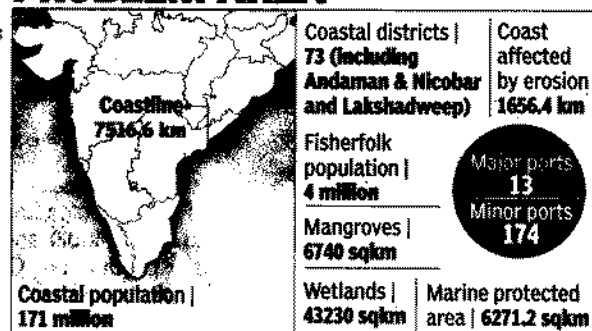 PROBLEM AREA
Coastline
7516.6 km
Coastal population |
171 million
Coastal districts |
73 (including
Andaman & Nicobar
and Lakshadweep)
Coast
affected
by erosion
1656.4 km
Fisherfolk
population |
4 million
Major ports
13
Minor ports
174
Mangroves |
6740 sqkm
Wetlands |
43230 sqkm
Marine protected
area | 6271.2 sqkm